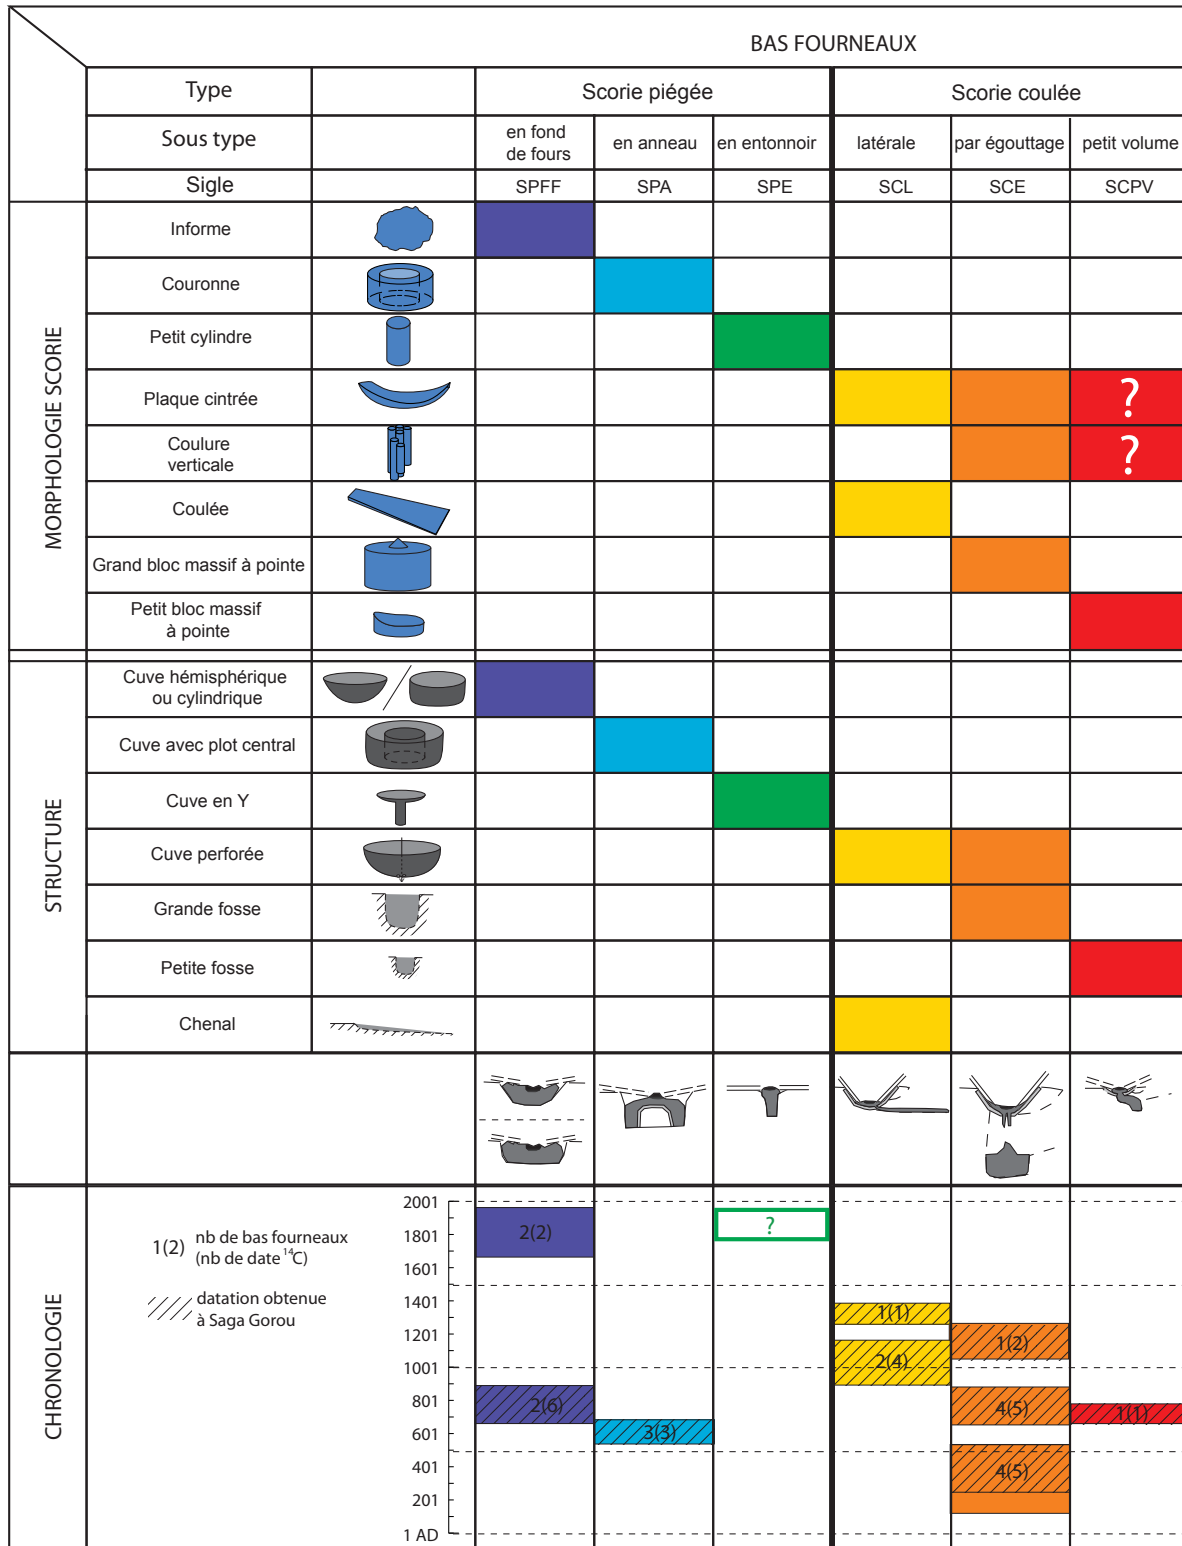 BAS FOURNEAUX
Type
Scorie piégée
Scorie coulée
Sous type
en fond
de fours
en anneau
en entonnoir
latérale
par égouttage
petit volume
Sigle
SPFF
SPA
SPE
SCL
SCE
SCPV
MORPHOLOGIE SCORIE
Informe
Couronne
Petit cylindre
Plaque cintrée
?
Coulure
verticale
?
Coulée
Grand bloc massif à pointe
Petit bloc massif
à pointe
STRUCTURE
Cuve hémisphérique
ou cylindrique
Cuve avec plot central
Cuve en Y
Cuve perforée
Grande fosse
Petite fosse
Chenal
CHRONOLOGIE
1(2) nb de bas fourneaux
(nb de date ¹⁴C)
datation obtenue
à Saga Gorou
2001
1801
1601
1401
1201
1001
801
601
401
201
1 AD
2(2)
?
1(1)
1(2)
2(4)
2(6)
4(5)
1(1)
3(3)
4(5)